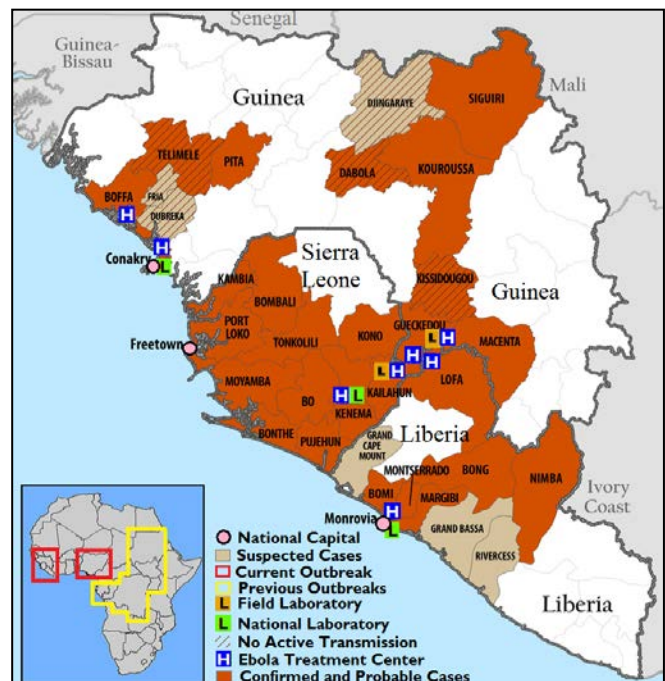 Senegal
Guinea-
Bissau
Mali
Guinea
DJINGARAYE
SIGUIRI
TELIMELE
PITA
DABOLA
KOUROUSSA
BOFFA
FRIA
DUBREKA
H
H
Conakry
L
Sierra
Leone
KISSIDOUGOU
Guinea
KAMBIA
BOMBALI
PORT
LOKO
TONKOLILI
KONO
GUECKEDOU
L
H
MACENTA
Freetown
H
H
L
H
MOYAMBA
BO
H
L
KAILAHUN
KENEMA
LOFA
BONTHE
PUJEHUN
GRAND
CAPE
MOUNT
Liberia
MONTSERRADO
BONG
NIMBA
BOMI
MARGIBI
Ivory
Coast
H
Monrovia
L
GRAND BASSA
RIVERCESS
Liberia
National Capital
Suspected Cases
Current Outbreak
Previous Outbreaks
L Field Laboratory
L National Laboratory
No Active Transmission
H Ebola Treatment Center
Confirmed and Probable Cases